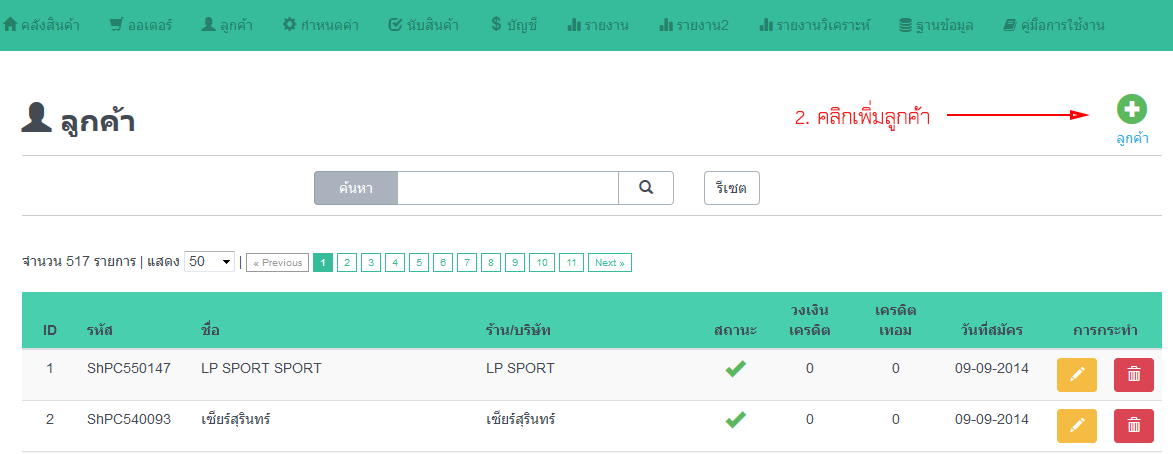 คลังสินค้า ออเดอร์ ลูกค้า กำหนดค่า นับสินค้า บัญชี รายงาน รายงาน2 รายงานวิเคราะห์ ฐานข้อมูล คู่มือการใช้งาน
ลูกค้า
2. คลิกเพิ่มลูกค้า
ลูกค้า
ค้นหา รีเซต
จำนวน 517 รายการ | แสดง 50 | « Previous 1 2 3 4 5 6 7 8 9 10 11 Next »
ID รหัส ชื่อ ร้าน/บริษัท สถานะ วงเงิน เครดิต เครดิต เทอม วันที่สมัคร การกระทำ
1 ShPC550147 LP SPORT SPORT LP SPORT 0 0 09-09-2014
2 ShPC540093 เซียร์สุรินทร์ เซียร์สุรินทร์ 0 0 09-09-2014